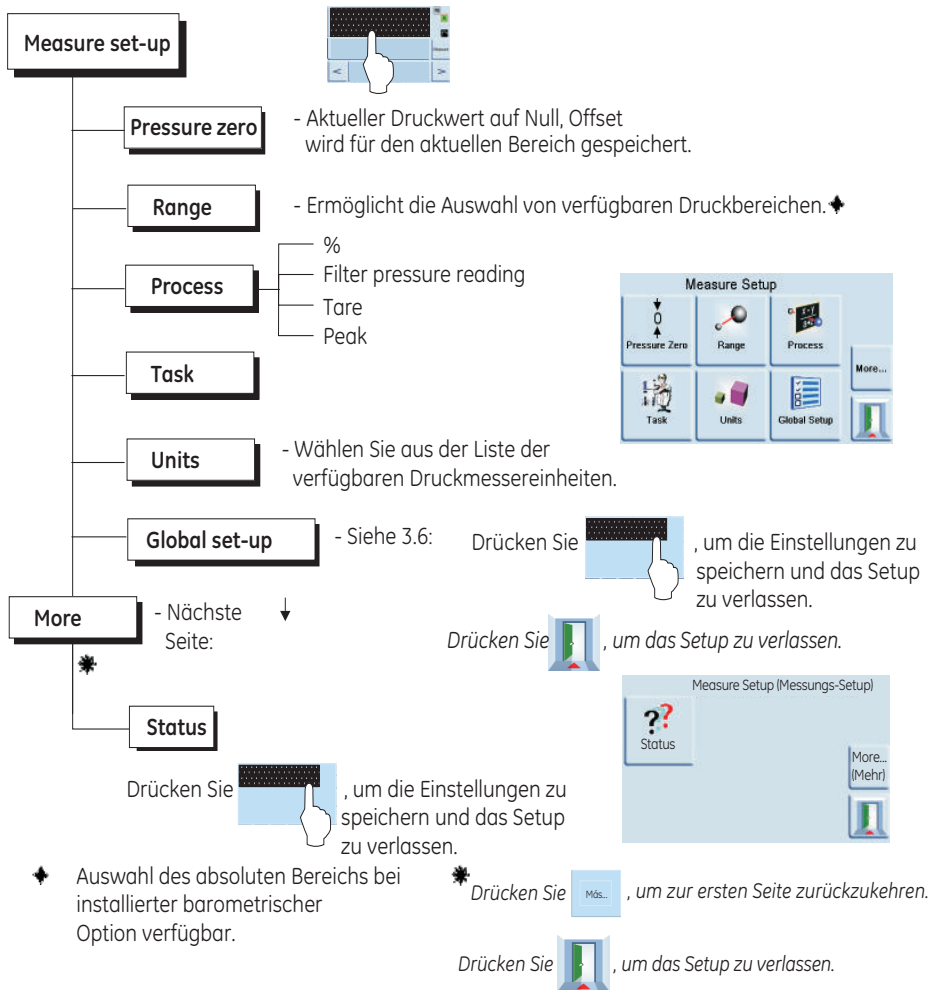 Measure set-up
Measure
<
>
Pressure zero
- Aktueller Druckwert auf Null, Offset
wird für den aktuellen Bereich gespeichert.
Range
- Ermöglicht die Auswahl von verfügbaren Druckbereichen.
Process
%
Filter pressure reading
Tare
Peak
Measure Setup
0
Pressure Zero
Range
Process
More...
Task
Units
Global Setup
Task
Units
- Wählen Sie aus der Liste der
verfügbaren Druckmessereinheiten.
Global set-up
- Siehe 3.6:
Drücken Sie , um die Einstellungen zu
speichern und das Setup
zu verlassen.
More
- Nächste
Seite:
Drücken Sie , um das Setup zu verlassen.
Measure Setup (Messungs-Setup)
??
Status
More...
(Mehr)
Status
Drücken Sie , um die Einstellungen zu
speichern und das Setup
zu verlassen.
Auswahl des absoluten Bereichs bei
installierter barometrischer
Option verfügbar.
Drücken Sie Más... , um zur ersten Seite zurückzukehren.
Drücken Sie , um das Setup zu verlassen.